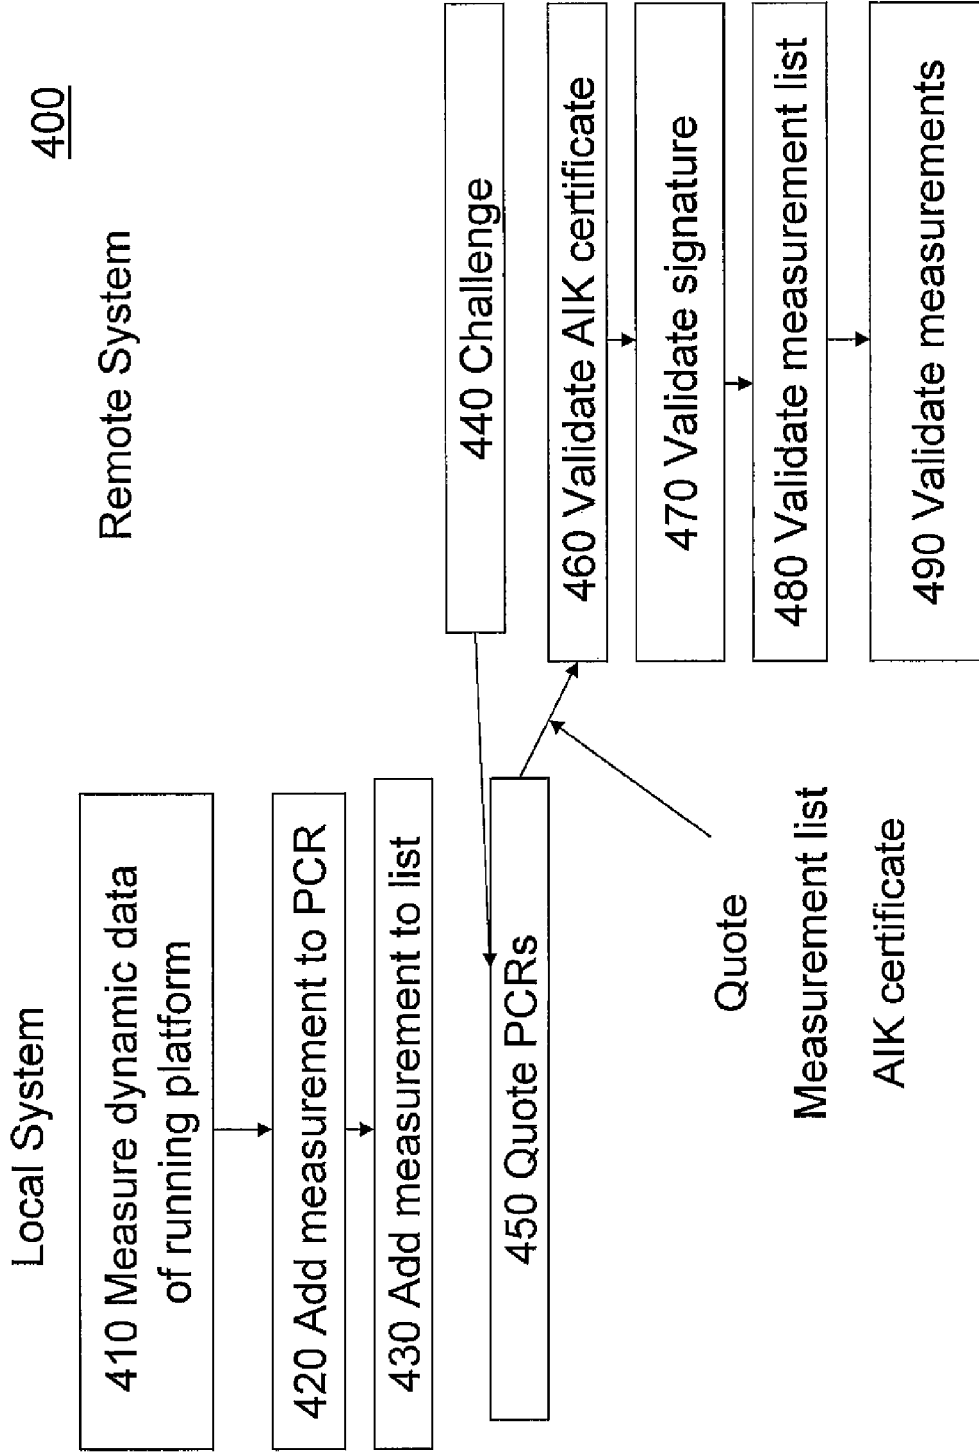 400
Local System
Remote System
410 Measure dynamic data
of running platform
420 Add measurement to PCR
430 Add measurement to list
440 Challenge
450 Quote PCRs
460 Validate AIK certificate
470 Validate signature
480 Validate measurement list
490 Validate measurements
Quote
Measurement list
AIK certificate